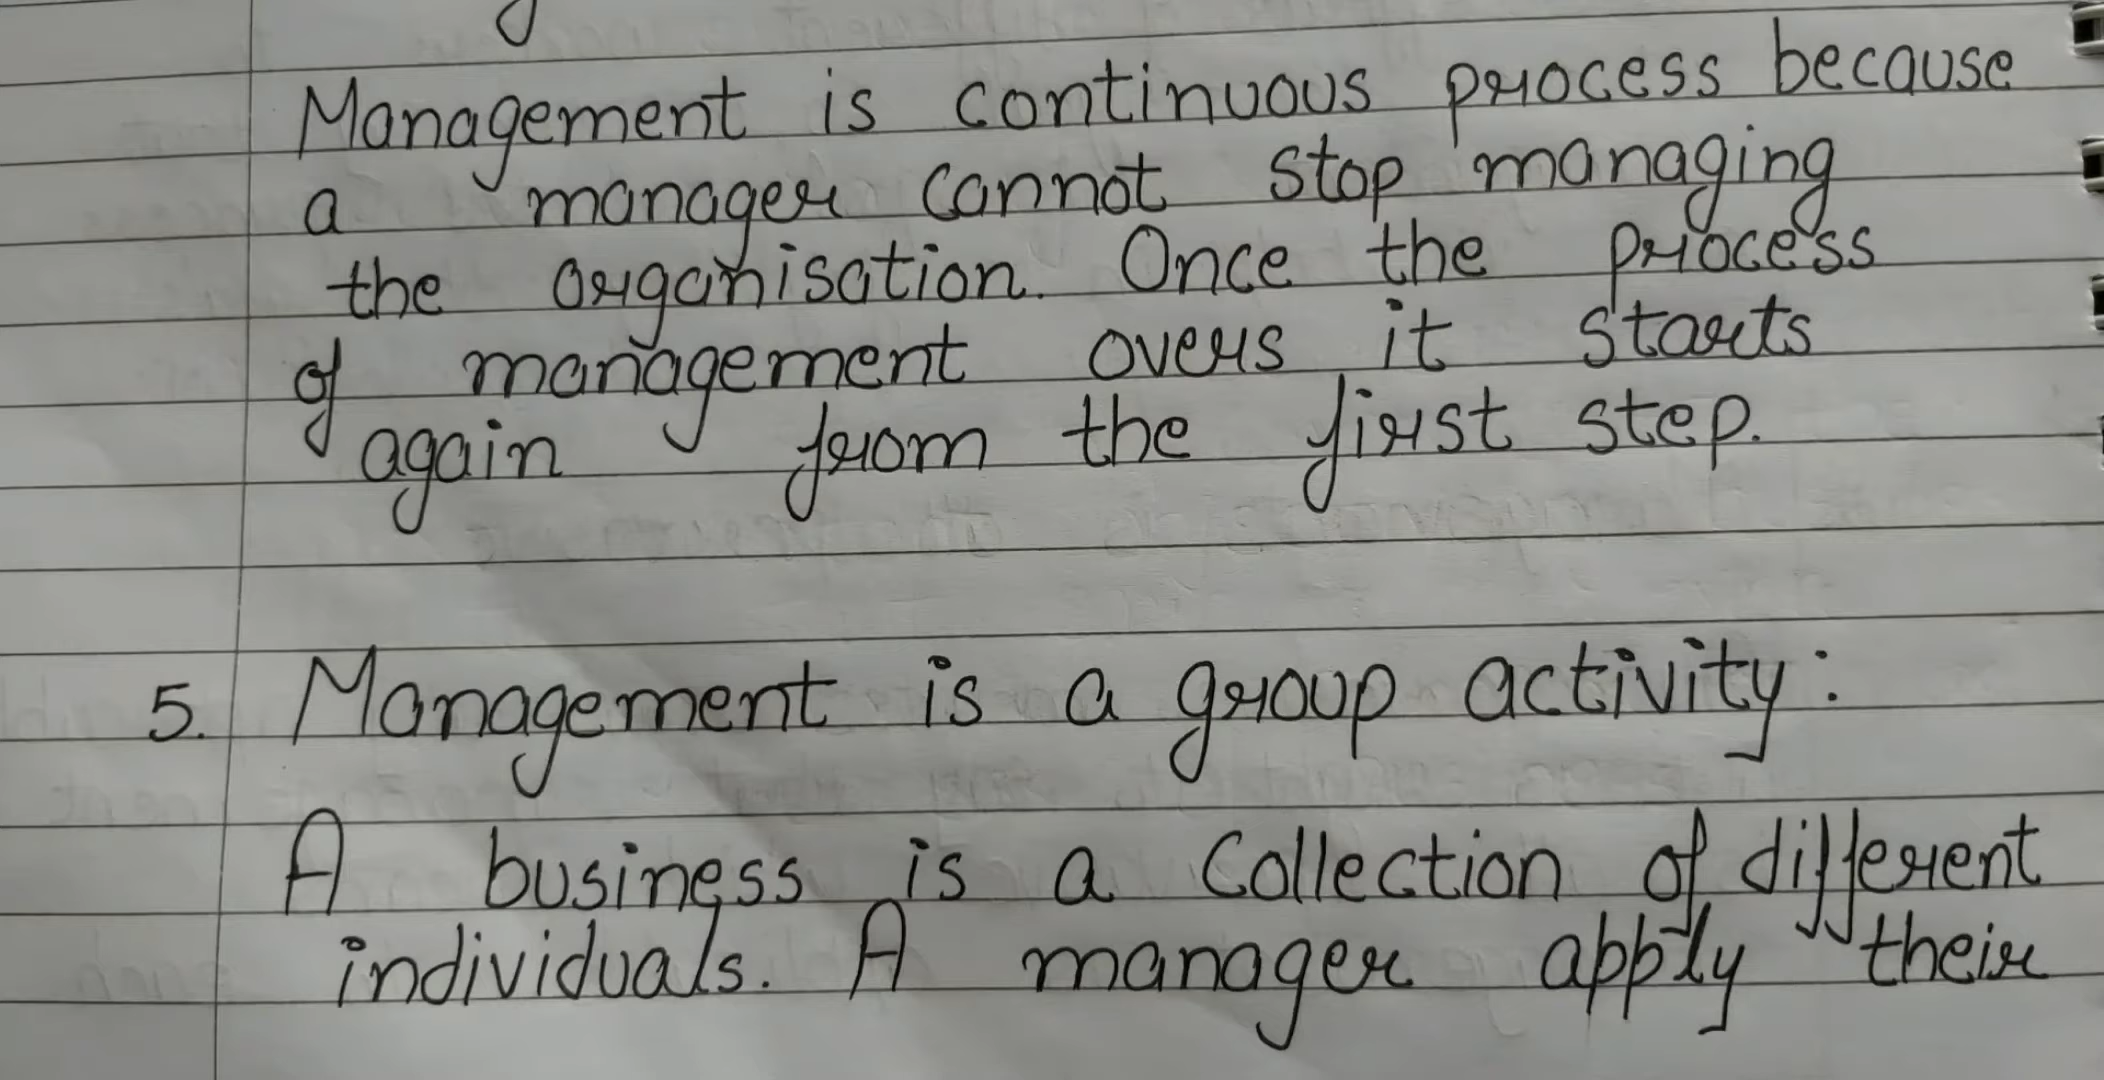 Management is continuous process because
a manager cannot stop managing
the organisation. Once the process
of management overs it starts
again from the first step.
5. Management is a group activity:
A business is a collection of different
individuals. A manager apply their